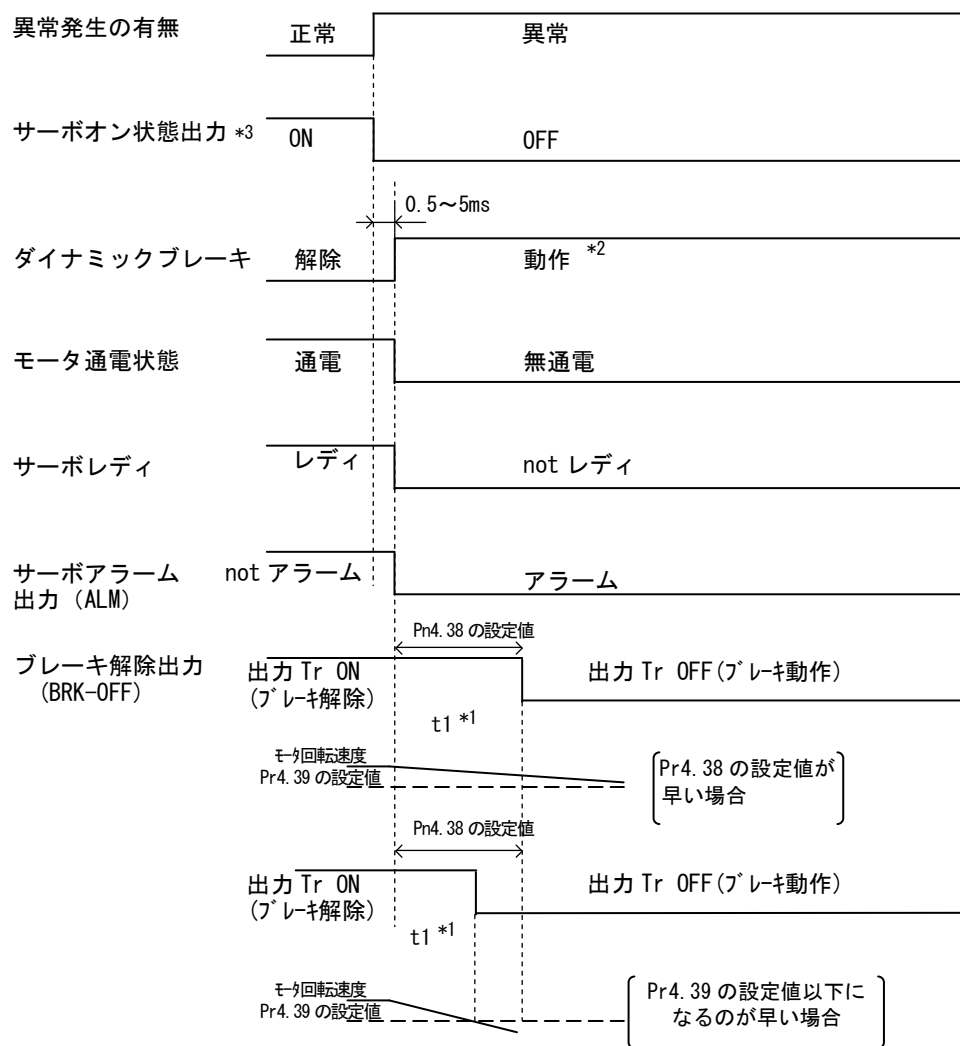 異常発生の有無
正常
異常
サーボオン状態出力 *3
ON
OFF
0.5～5ms
ダイナミックブレーキ
解除
動作 *2
モータ通電状態
通電
無通電
サーボレディ
レディ
not レディ
サーボアラーム
出力 (ALM)
not アラーム
アラーム
Pn4.38 の設定値
ブレーキ解除出力
(BRK-OFF)
出力 Tr ON
(ﾌﾞﾚｰｷ解除)
出力 Tr OFF(ﾌﾞﾚｰｷ動作)
t1 *1
ﾓｰﾀ回転速度
Pr4.39 の設定値
Pr4.38 の設定値が
早い場合
Pn4.38 の設定値
出力 Tr ON
(ﾌﾞﾚｰｷ解除)
出力 Tr OFF(ﾌﾞﾚｰｷ動作)
t1 *1
ﾓｰﾀ回転速度
Pr4.39 の設定値
Pr4.39 の設定値以下に
なるのが早い場合